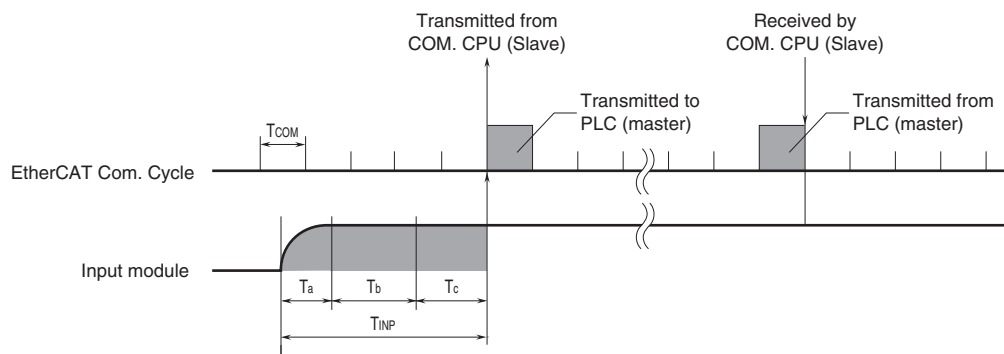 Transmitted from
COM. CPU (Slave)
Received by
COM. CPU (Slave)
Transmitted to
PLC (master)
Transmitted from
PLC (master)
TCOM
EtherCAT Com. Cycle
Input module
Ta
Tb
Tc
TINP